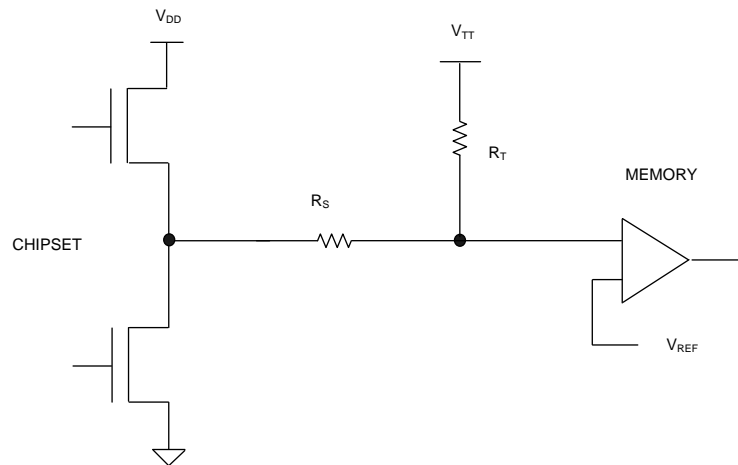 V_DD
V_TT
R_T
MEMORY
R_S
CHIPSET
V_REF